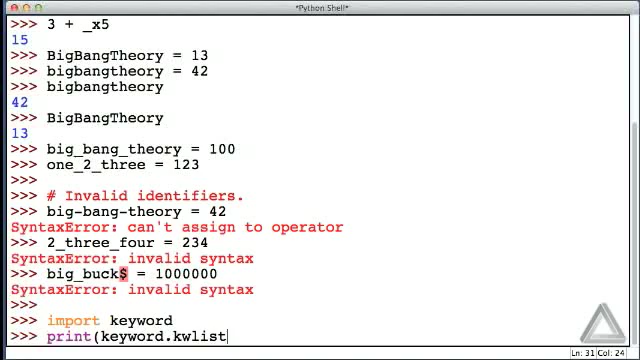 *Python Shell*
>>> 3 + _x5
15
>>> BigBangTheory = 13
>>> bigbangtheory = 42
>>> bigbangtheory
42
>>> BigBangTheory
13
>>> big_bang_theory = 100
>>> one_2_three = 123
>>>
>>> # Invalid identifiers.
>>> big-bang-theory = 42
SyntaxError: can't assign to operator
>>> 2_three_four = 234
SyntaxError: invalid syntax
>>> big_buck$ = 1000000
SyntaxError: invalid syntax
>>>
>>> import keyword
>>> print(keyword.kwlist
Ln: 31 Col: 24